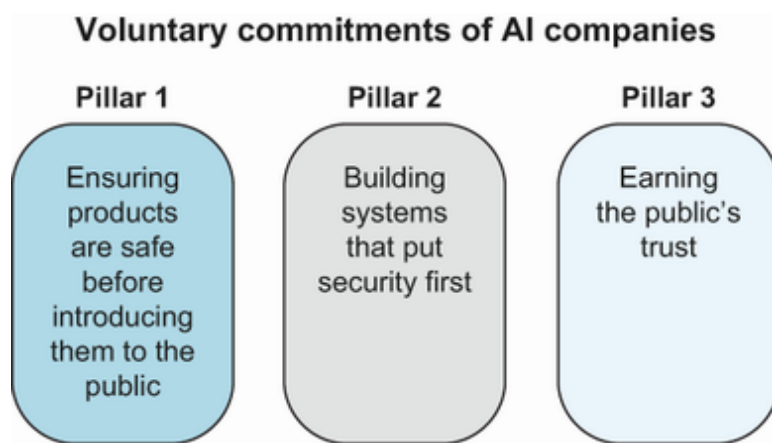 Voluntary commitments of AI companies
Pillar 1
Ensuring
products
are safe
before
introducing
them to the
public
Pillar 2
Building
systems
that put
security first
Pillar 3
Earning
the public’s
trust